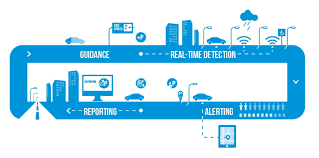 GUIDANCE
REAL-TIME DETECTION
REPORTING
ALERTING